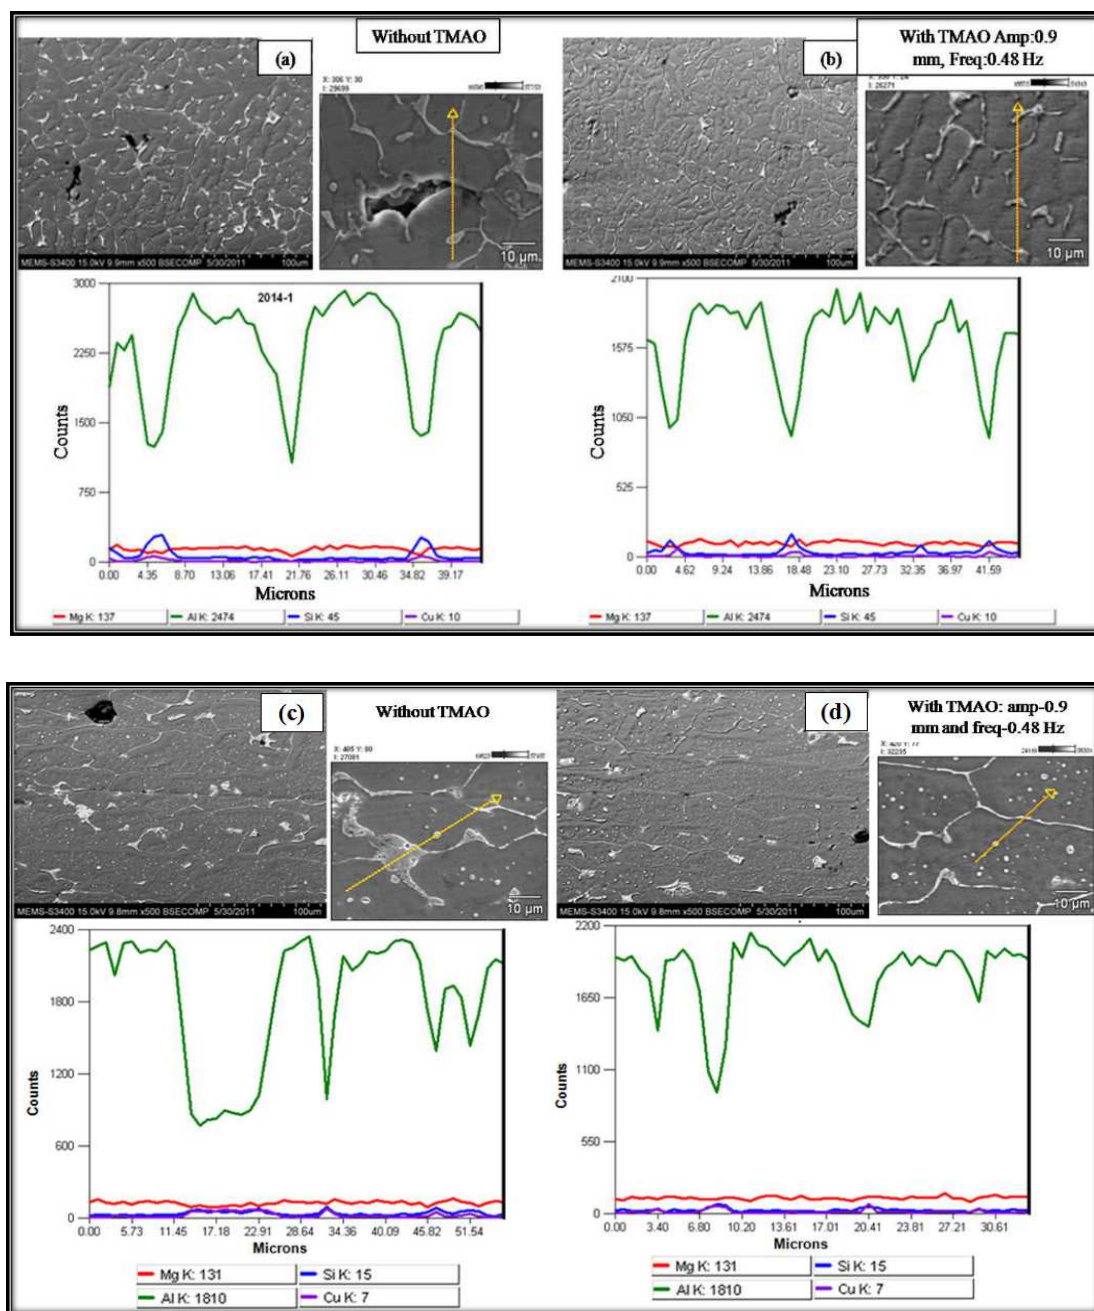 Without TMAO
(a)
X: 306 Y: 30
I: 29699
10 µm
MEMS-S3400 15.0kV 9.9mm x500 BSECOMP 5/30/2011 100um
With TMAO Amp:0.9
mm, Freq:0.48 Hz
(b)
I: 26271
10 µm
MEMS-S3400 15.0kV 9.9mm x500 BSECOMP 5/30/2011 100um
2014-1
3000
2250
1500
750
0
Counts
0.00 4.35 8.70 13.06 17.41 21.76 26.11 30.46 34.82 39.17
Microns
2100
1575
1050
525
0
Counts
0.00 4.62 9.24 13.86 18.48 23.10 27.73 32.35 36.97 41.59
Microns
Mg K: 137 Al K: 2474 Si K: 45 Cu K: 10
Mg K: 137 Al K: 2474 Si K: 45 Cu K: 10
(c)
Without TMAO
X: 405 Y: 80
I: 27081
10 µm
MEMS-S3400 15.0kV 9.8mm x500 BSECOMP 5/30/2011 100um
(d)
With TMAO: amp-0.9
mm and freq-0.48 Hz
I: 32235
10 µm
MEMS-S3400 15.0kV 9.8mm x500 BSECOMP 5/30/2011 100um
2400
1800
1200
600
0
Counts
0.00 5.73 11.45 17.18 22.91 28.64 34.36 40.09 45.82 51.54
Microns
Mg K: 131 Si K: 15
Al K: 1810 Cu K: 7
2200
1650
1100
550
0
Counts
0.00 3.40 6.80 10.20 13.61 17.01 20.41 23.81 27.21 30.61
Microns
Mg K: 131 Si K: 15
Al K: 1810 Cu K: 7